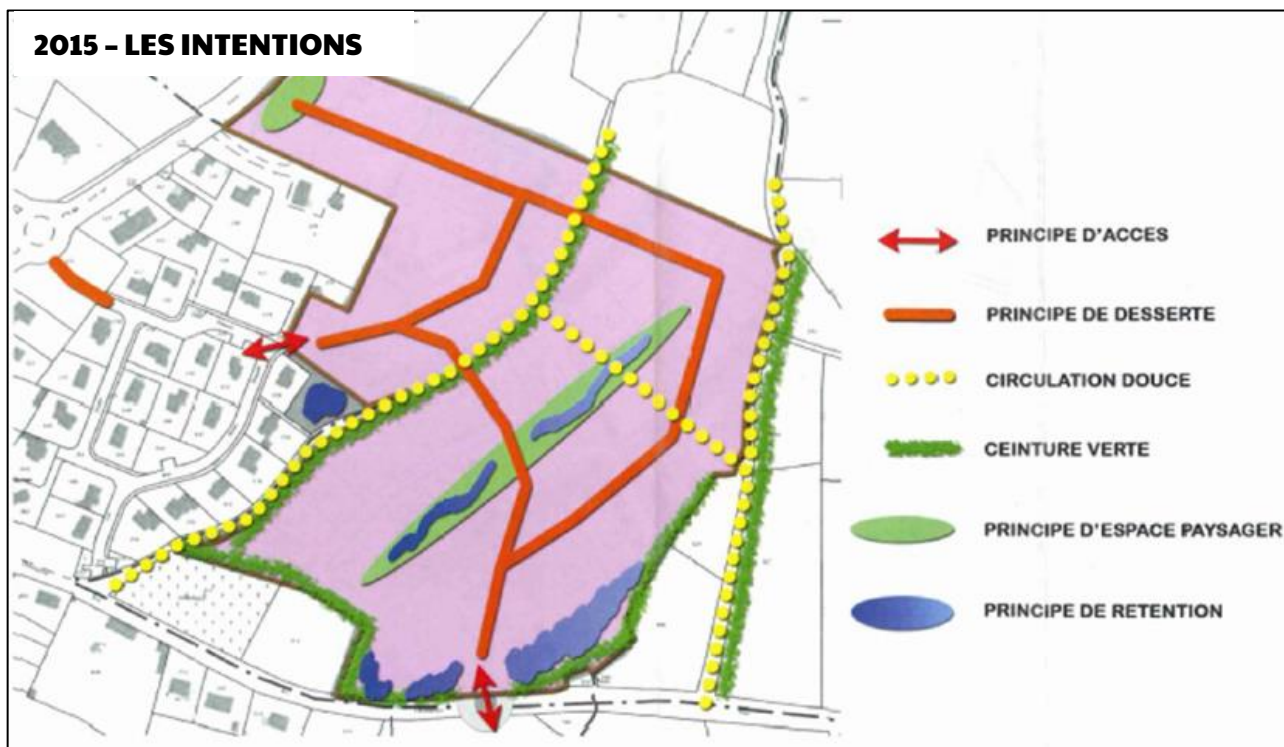 2015 – LES INTENTIONS
PRINCIPE D'ACCES
PRINCIPE DE DESSERTE
CIRCULATION DOUCE
CEINTURE VERTE
PRINCIPE D'ESPACE PAYSAGER
PRINCIPE DE RETENTION